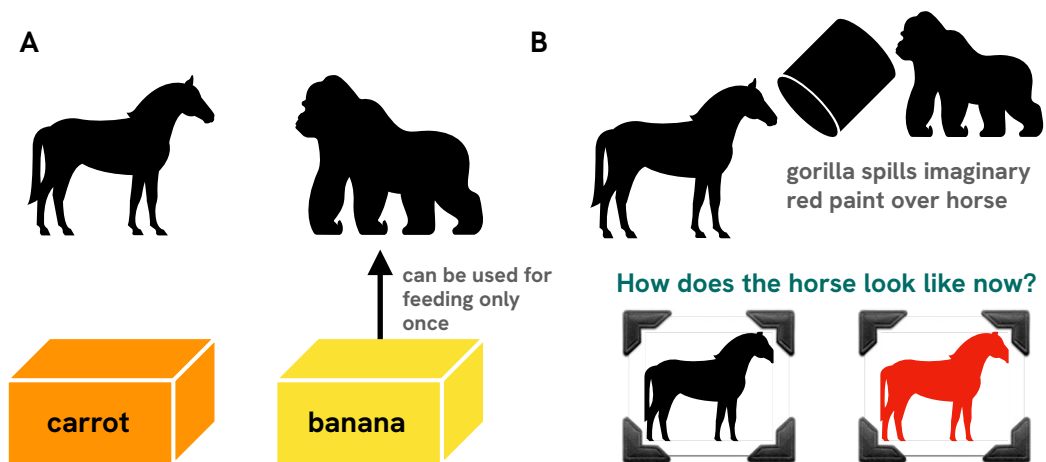 A
can be used for
feeding only
once
carrot
banana
B
gorilla spills imaginary
red paint over horse
How does the horse look like now?